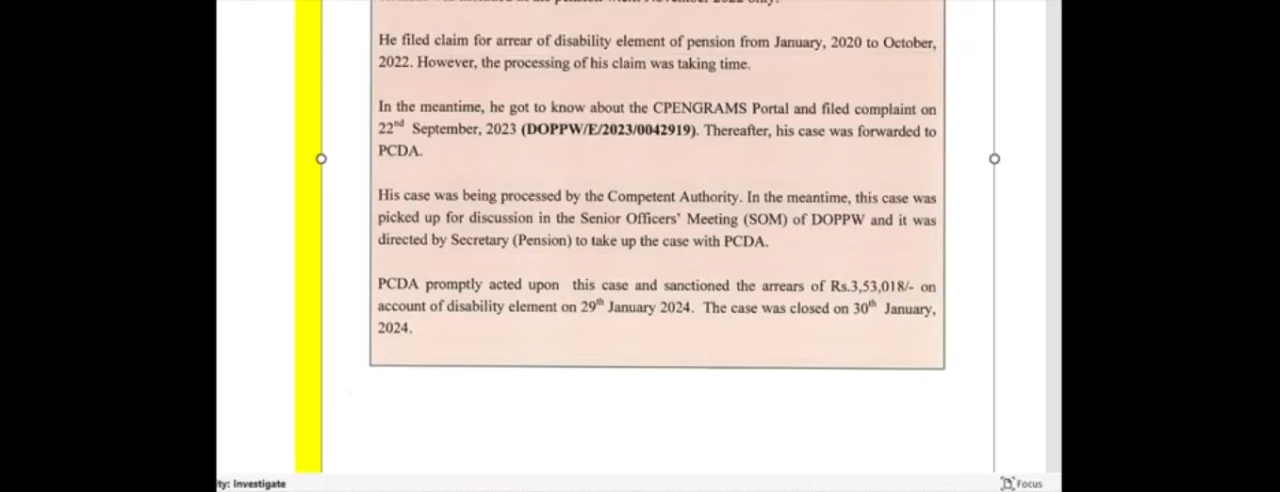 He filed claim for arrear of disability element of pension from January, 2020 to October,
2022. However, the processing of his claim was taking time.
In the meantime, he got to know about the CPENGRAMS Portal and filed complaint on
22nd September, 2023 (DOPPW/E/2023/0042919). Thereafter, his case was forwarded to
PCDA.
His case was being processed by the Competent Authority. In the meantime, this case was
picked up for discussion in the Senior Officers' Meeting (SOM) of DOPPW and it was
directed by Secretary (Pension) to take up the case with PCDA.
PCDA promptly acted upon this case and sanctioned the arrears of Rs.3,53,018/- on
account of disability element on 29th January 2024. The case was closed on 30th January,
2024.
ty: Investigate
Focus